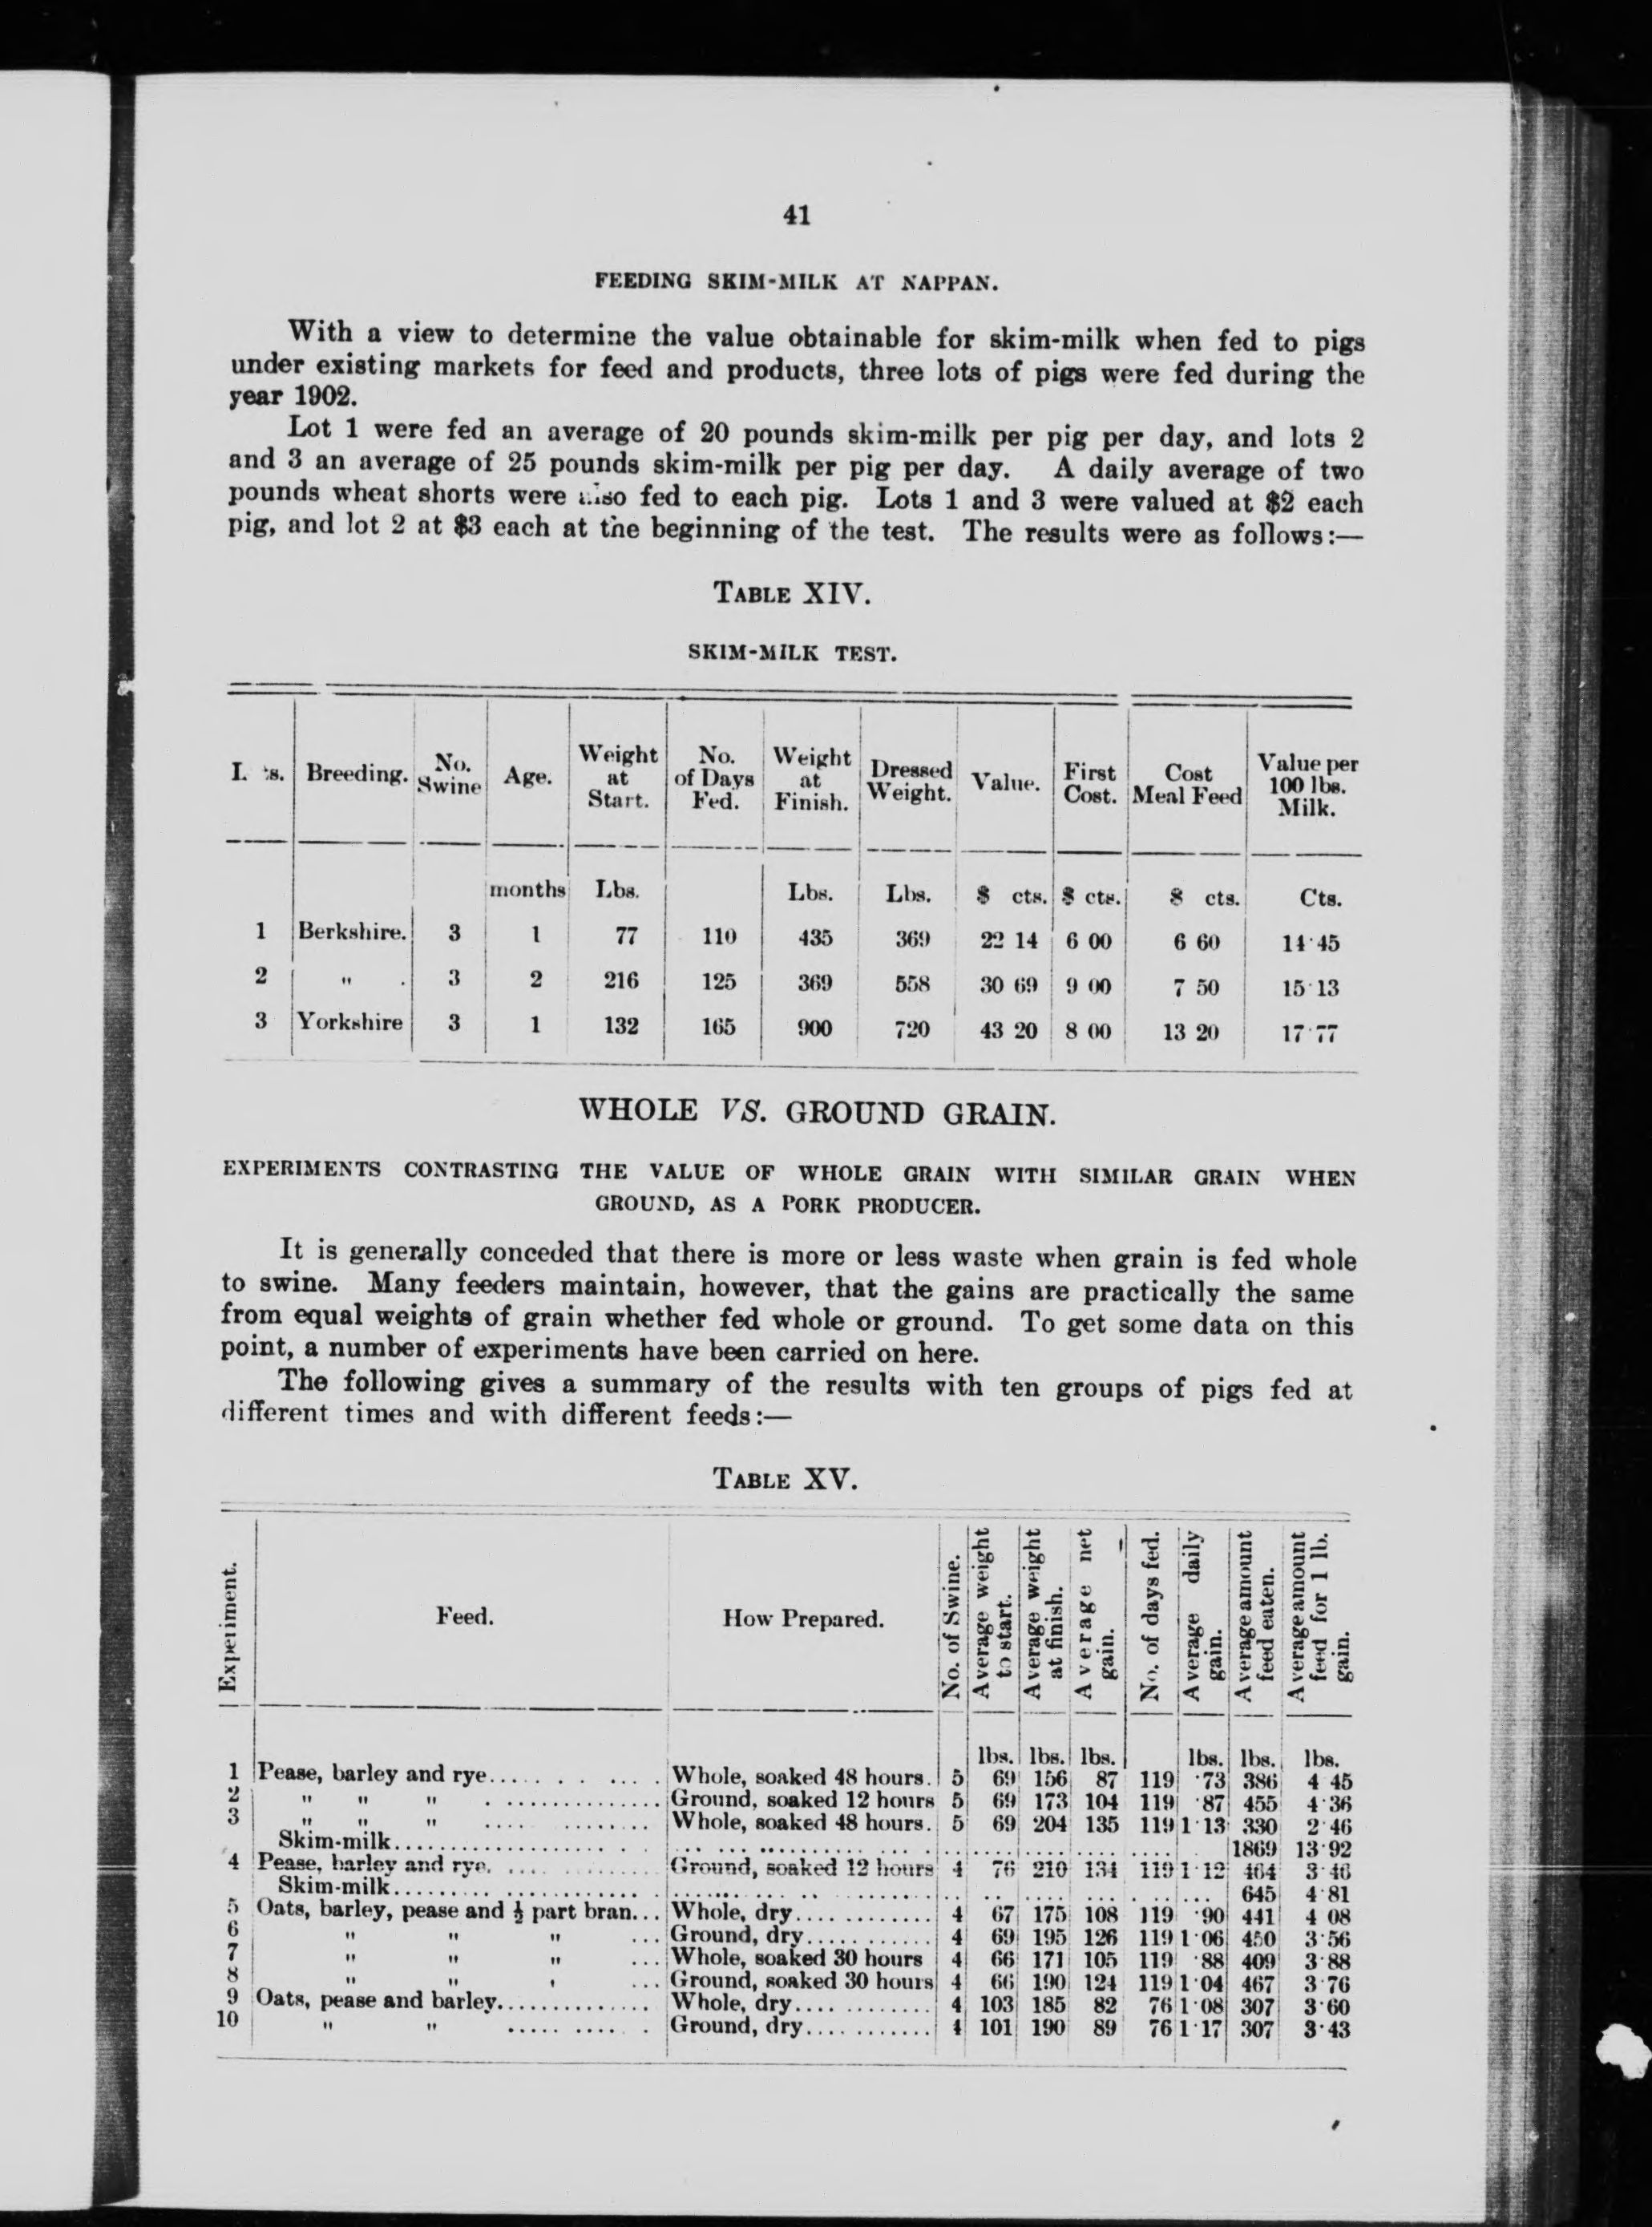 41
FEEDING SKIM-MILK AT NAPPAN.
With a view to determine the value obtainable for skim-milk when fed to pigs
under existing markets for feed and products, three lots of pigs were fed during the
year 1902.
Lot 1 were fed an average of 20 pounds skim-milk per pig per day, and lots 2
and 3 an average of 25 pounds skim-milk per pig per day. A daily average of two
pounds wheat shorts were also fed to each pig. Lots 1 and 3 were valued at $2 each
pig, and lot 2 at $3 each at the beginning of the test. The results were as follows:—
TABLE XIV.
SKIM-MILK TEST.
Breeding. No. Swine Age. Weight at Start. No. of Days Fed. Weight at Finish. Dressed Weight. Value. First Cost. Cost Meal Feed Value per 100 lbs. Milk.
months Lbs. Lbs. Lbs. $ cts. $ cts. $ cts. Cts.
1 Berkshire. 3 1 77 110 435 369 22 14 6 00 6 60 14·45
2 " . 3 2 216 125 369 558 30 69 9 00 7 50 15·13
3 Yorkshire 3 1 132 165 900 720 43 20 8 00 13 20 17·77
WHOLE VS. GROUND GRAIN.
EXPERIMENTS CONTRASTING THE VALUE OF WHOLE GRAIN WITH SIMILAR GRAIN WHEN
GROUND, AS A PORK PRODUCER.
It is generally conceded that there is more or less waste when grain is fed whole
to swine. Many feeders maintain, however, that the gains are practically the same
from equal weights of grain whether fed whole or ground. To get some data on this
point, a number of experiments have been carried on here.
The following gives a summary of the results with ten groups of pigs fed at
different times and with different feeds:—
TABLE XV.
Experiment. Feed. How Prepared. No. of Swine. Average weight to start. Average weight at finish. Average net gain. No. of days fed. Average daily gain. Average amount feed eaten. Average amount feed for 1 lb. gain.
lbs. lbs. lbs. lbs. lbs. lbs.
1 Pease, barley and rye.... Whole, soaked 48 hours. 5 69 156 87 119 ·73 386 4 45
2 " " " .... Ground, soaked 12 hours 5 69 173 104 119 ·87 455 4·36
3 " " " .... Whole, soaked 48 hours. 5 69 204 135 119 1·13 330 2·46
Skim-milk.... 1869 13·92
4 Pease, barley and rye. .... Ground, soaked 12 hours 4 76 210 134 119 1·12 464 3·46
Skim-milk.... 645 4·81
5 Oats, barley, pease and ½ part bran... Whole, dry.... 4 67 175 108 119 ·90 441 4 08
6 " " " ... Ground, dry.... 4 69 195 126 119 1·06 450 3·56
7 " " " ... Whole, soaked 30 hours 4 66 171 105 119 ·88 409 3·88
8 " " ' ... Ground, soaked 30 hours 4 66 190 124 119 1·04 467 3·76
9 Oats, pease and barley.... Whole, dry.... 4 103 185 82 76 1·08 307 3·60
10 " " .... Ground, dry.... 4 101 190 89 76 1·17 307 3·43